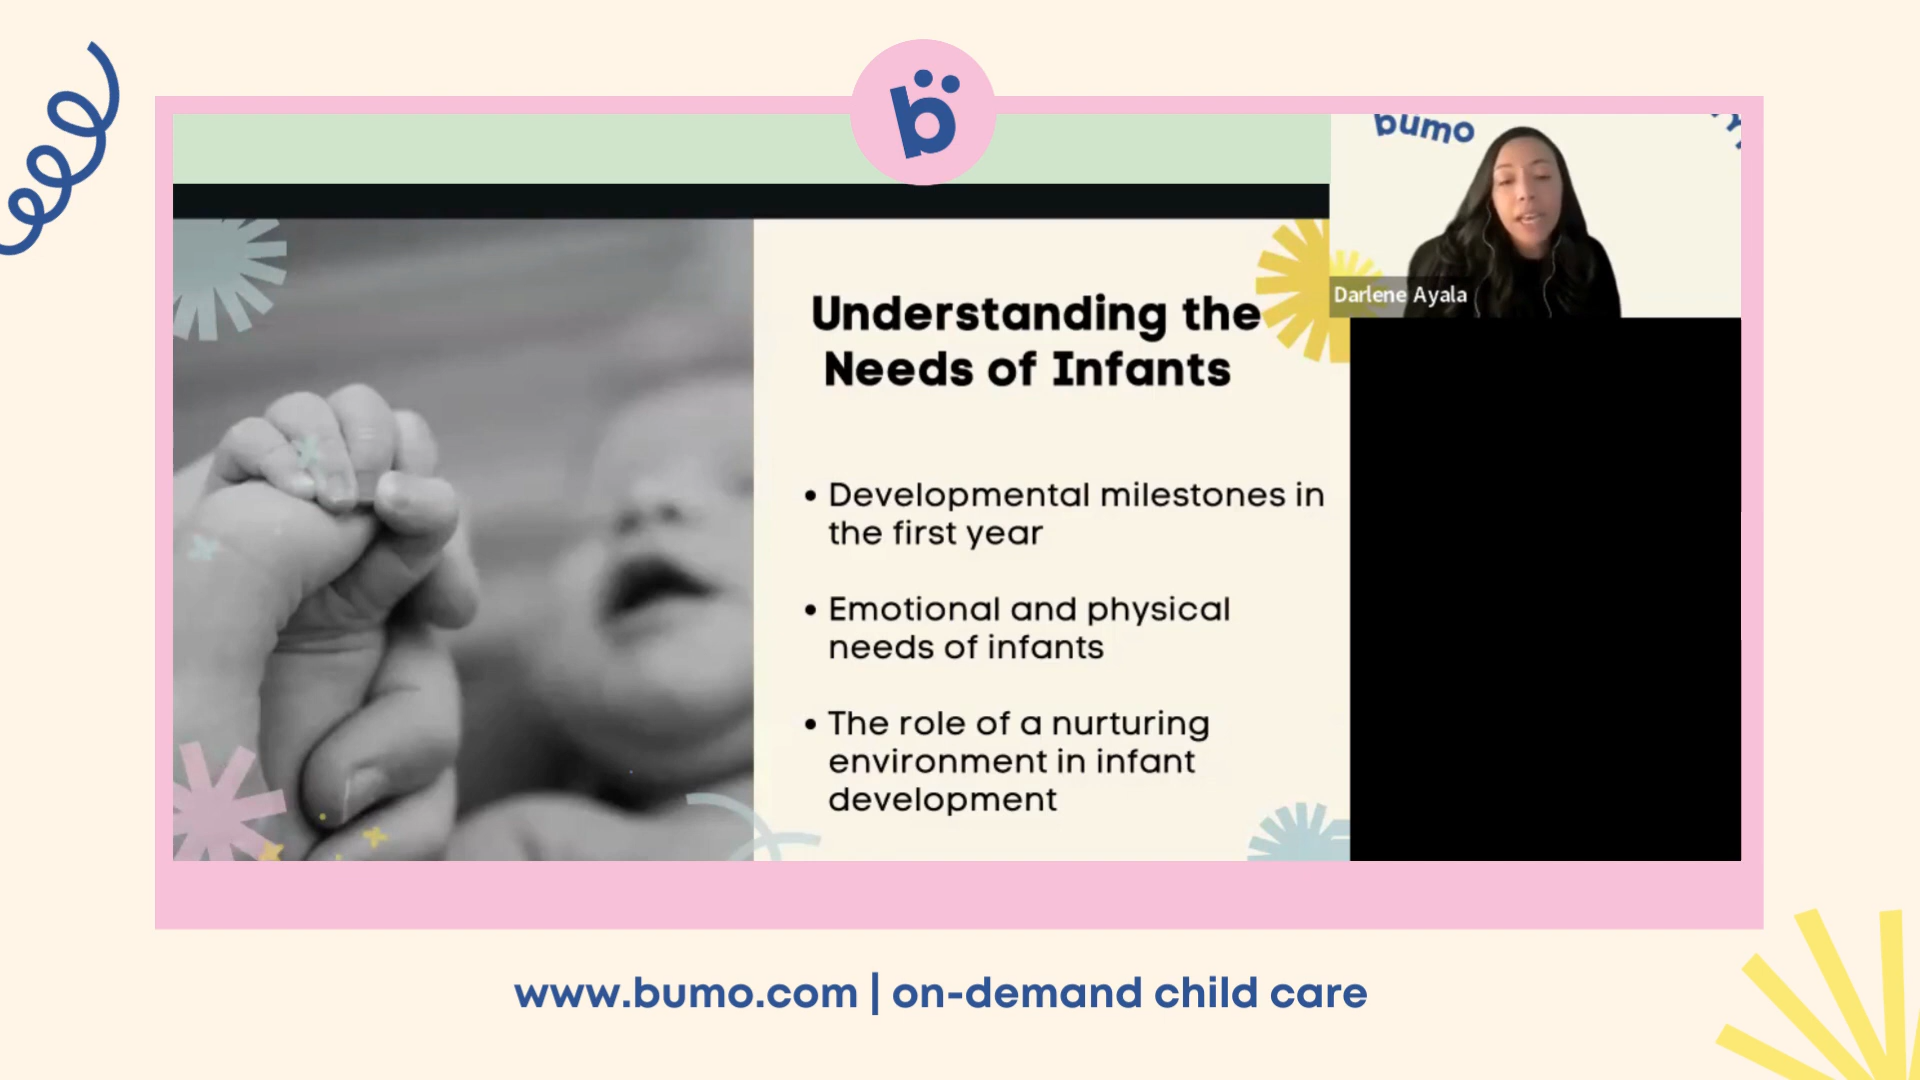 b
bumo
Darlene Ayala
Understanding the
Needs of Infants
• Developmental milestones in
the first year
• Emotional and physical
needs of infants
• The role of a nurturing
environment in infant
development
www.bumo.com | on-demand child care